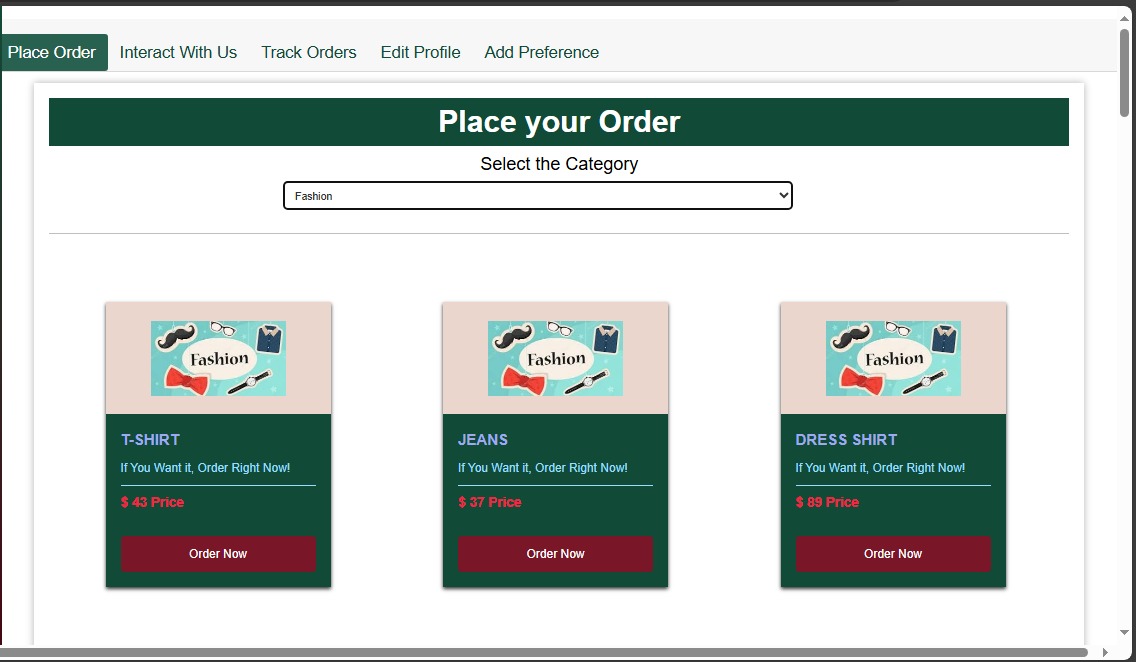 Place Order Interact With Us Track Orders Edit Profile Add Preference
Place your Order
Select the Category
Fashion
Fashion Fashion Fashion
T-SHIRT JEANS DRESS SHIRT
If You Want it, Order Right Now! If You Want it, Order Right Now! If You Want it, Order Right Now!
$ 43 Price $ 37 Price $ 89 Price
Order Now Order Now Order Now